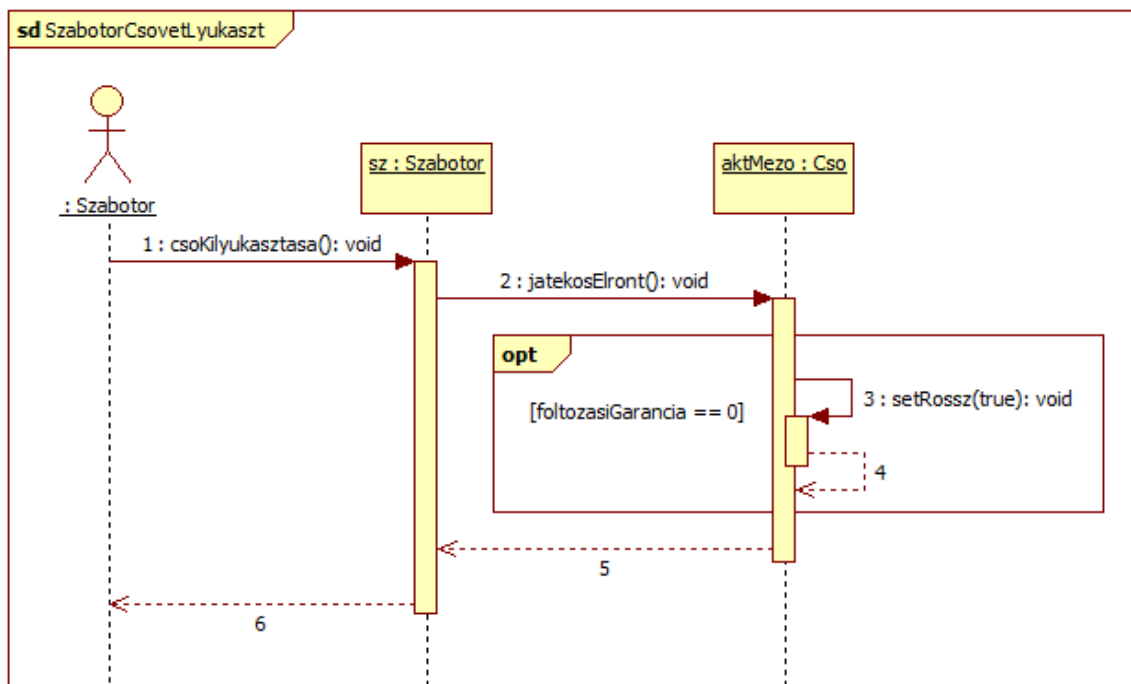 sd SzabotorCsovetLyukaszt
sz : Szabotor
aktMezo : Cso
: Szabotor
1 : csoKilyukasztasa(): void
2 : jatekosElront(): void
opt
[foltozasiGarancia == 0]
3 : setRossz(true): void
4
5
6